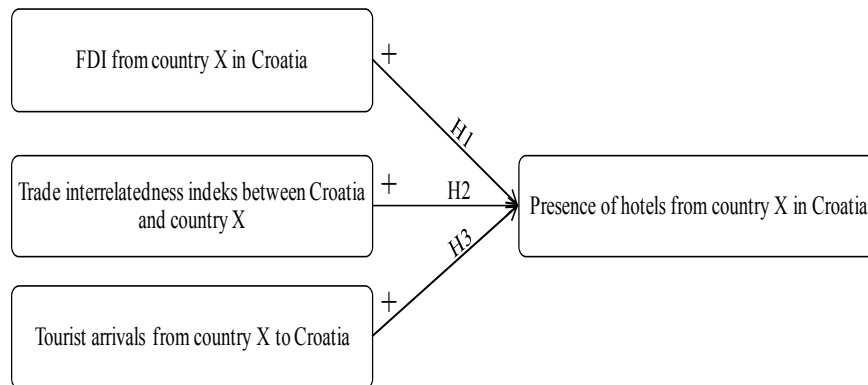 FDI from country X in Croatia
+
H1
Trade interrelatedness indeks between Croatia
and country X
+
H2
Presence of hotels from country X in Croatia
H3
+
Tourist arrivals from country X to Croatia